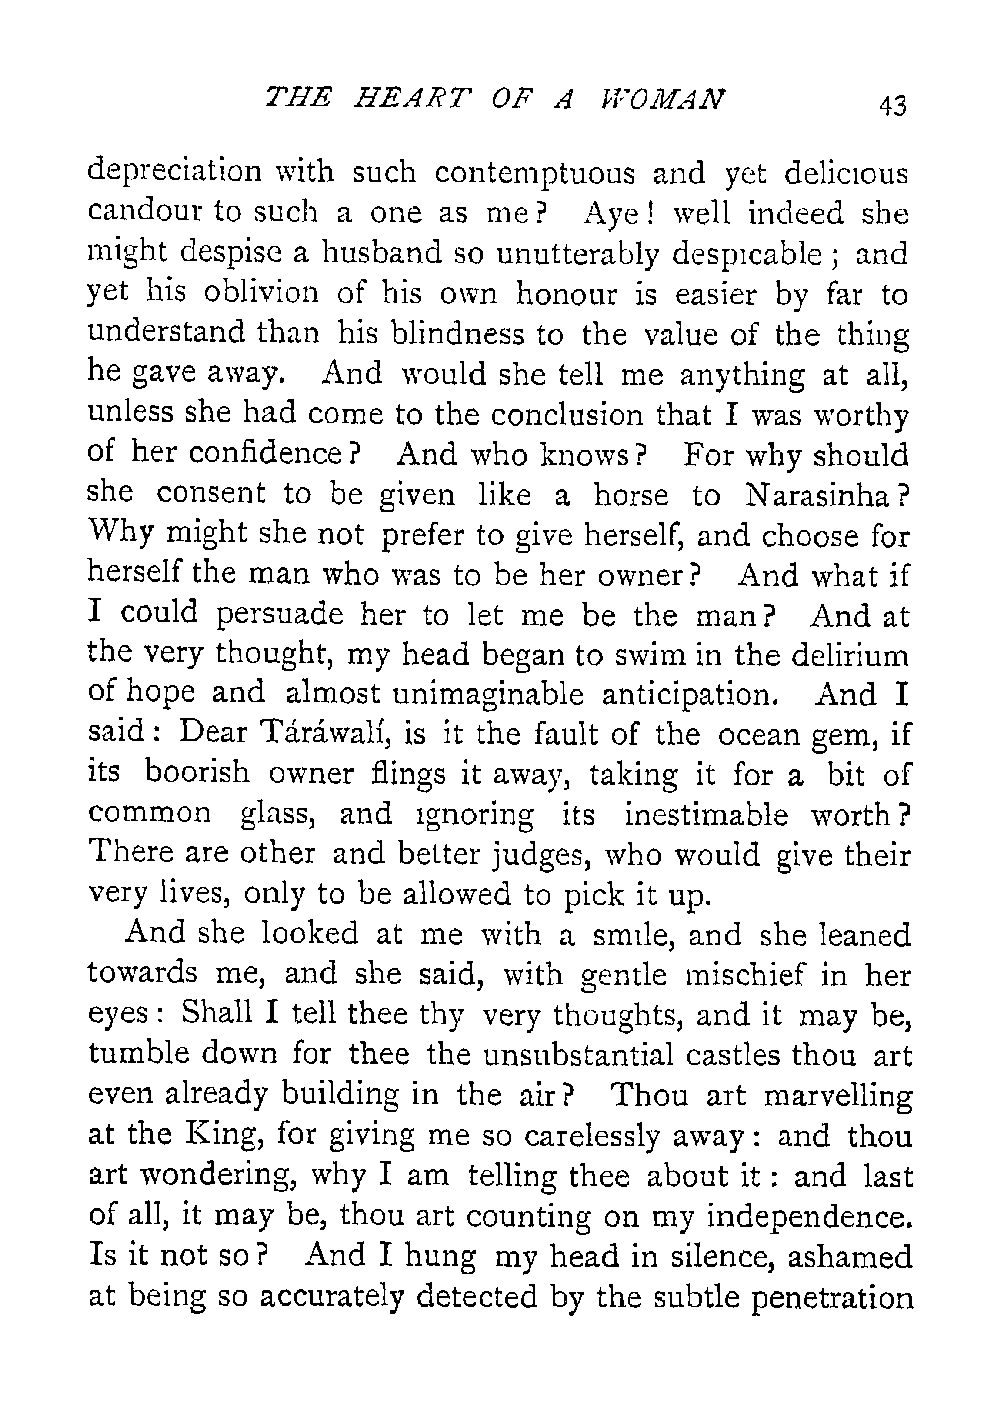 THE HEART OF A WOMAN 43
depreciation with such contemptuous and yet delicious
candour to such a one as me? Aye! well indeed she
might despise a husband so unutterably despicable; and
yet his oblivion of his own honour is easier by far to
understand than his blindness to the value of the thing
he gave away. And would she tell me anything at all,
unless she had come to the conclusion that I was worthy
of her confidence? And who knows? For why should
she consent to be given like a horse to Narasinha?
Why might she not prefer to give herself, and choose for
herself the man who was to be her owner? And what if
I could persuade her to let me be the man? And at
the very thought, my head began to swim in the delirium
of hope and almost unimaginable anticipation. And I
said: Dear Táráwalí, is it the fault of the ocean gem, if
its boorish owner flings it away, taking it for a bit of
common glass, and ignoring its inestimable worth?
There are other and better judges, who would give their
very lives, only to be allowed to pick it up.
And she looked at me with a smile, and she leaned
towards me, and she said, with gentle mischief in her
eyes: Shall I tell thee thy very thoughts, and it may be,
tumble down for thee the unsubstantial castles thou art
even already building in the air? Thou art marvelling
at the King, for giving me so carelessly away: and thou
art wondering, why I am telling thee about it: and last
of all, it may be, thou art counting on my independence.
Is it not so? And I hung my head in silence, ashamed
at being so accurately detected by the subtle penetration